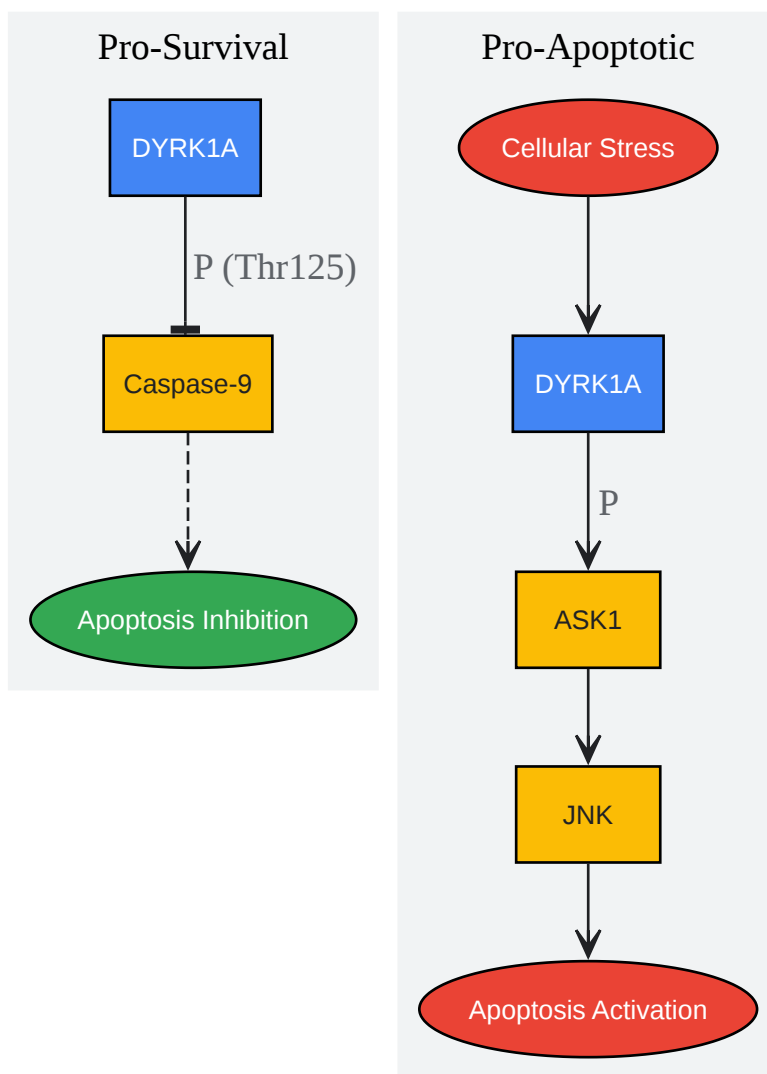 Pro-Survival
DYRK1A
P (Thr125)
Caspase-9
Apoptosis Inhibition
Pro-Apoptotic
Cellular Stress
DYRK1A
P
ASK1
JNK
Apoptosis Activation